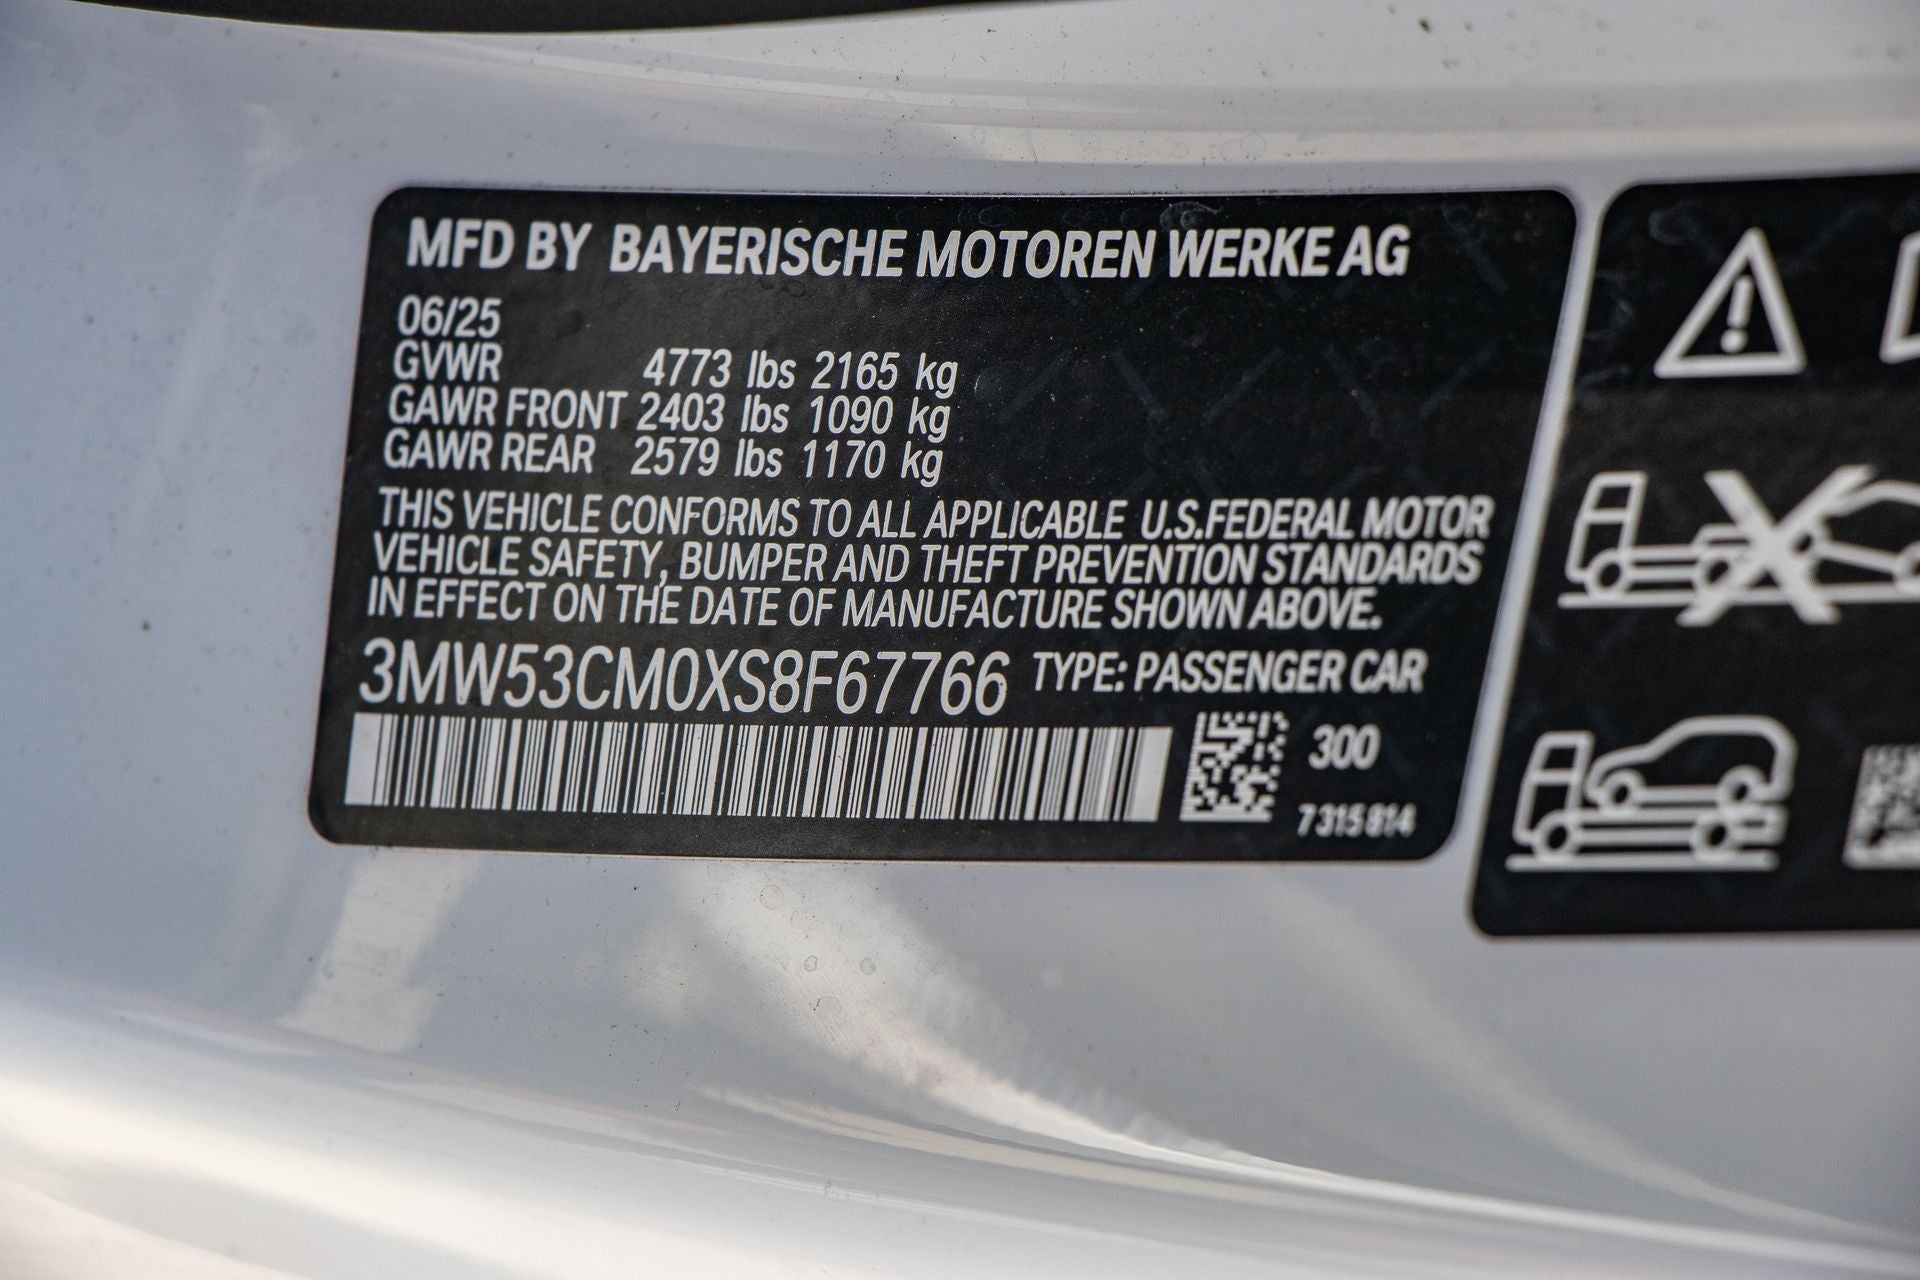 MFD BY BAYERISCHE MOTOREN WERKE AG
06/25
GVWR 4773 lbs 2165 kg
GAWR FRONT 2403 lbs 1090 kg
GAWR REAR 2579 lbs 1170 kg
THIS VEHICLE CONFORMS TO ALL APPLICABLE U.S.FEDERAL MOTOR
VEHICLE SAFETY, BUMPER AND THEFT PREVENTION STANDARDS
IN EFFECT ON THE DATE OF MANUFACTURE SHOWN ABOVE.
3MW53CM0XS8F67766 TYPE: PASSENGER CAR
300
7315814